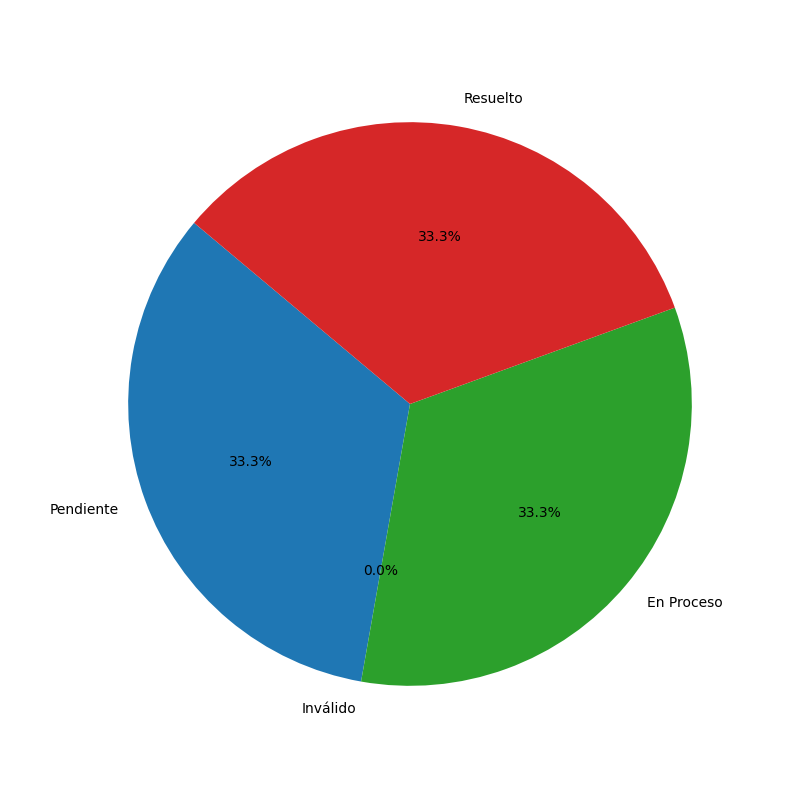 Resuelto
33.3%
33.3%
Pendiente
33.3%
0.0%
En Proceso
Inválido